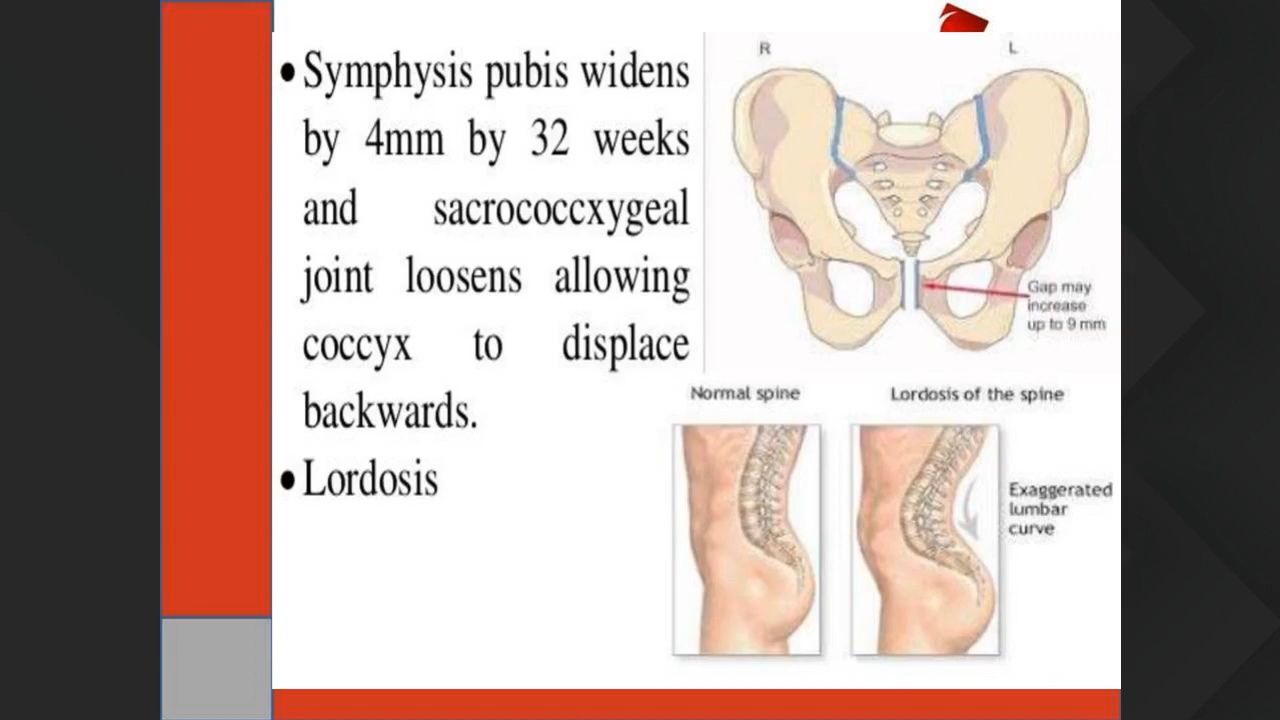 • Symphysis pubis widens
by 4mm by 32 weeks
and sacrococcxygeal
joint loosens allowing
coccyx to displace
backwards.
• Lordosis
R
L
Gap may
increase
up to 9 mm
Normal spine
Lordosis of the spine
Exaggerated
lumbar
curve